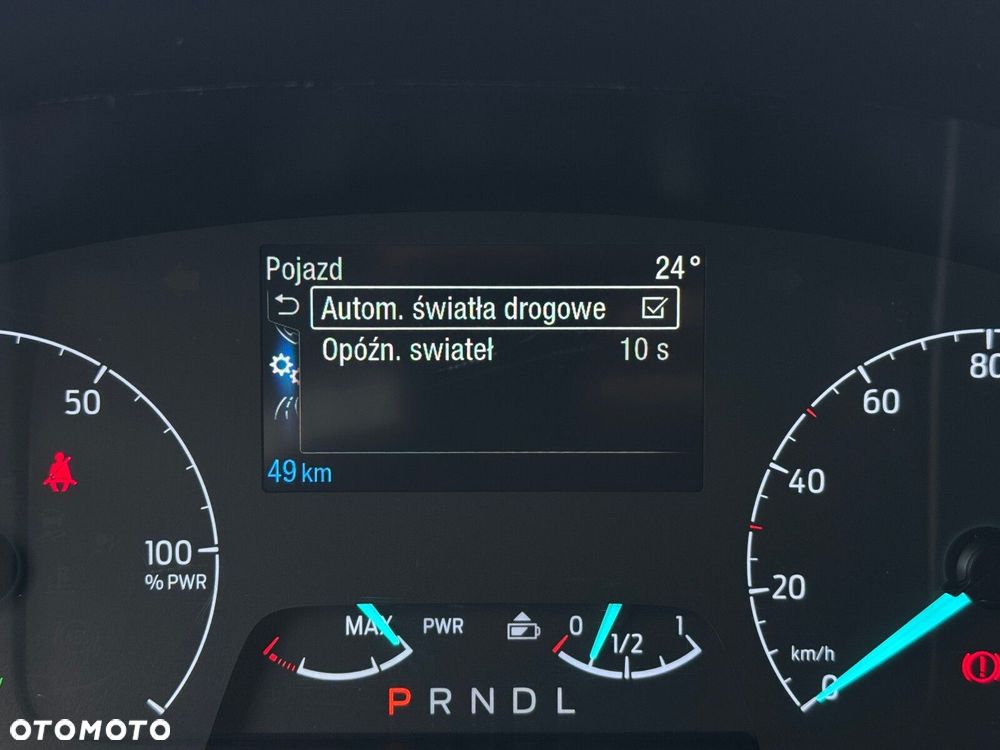 Pojazd 24°
Autom. światła drogowe
Opóźn. swiateł 10 s
49 km
50
100
% PWR
MAX PWR
0 1/2 1
P R N D L
80
60
40
20
km/h
0
OTOMOTO